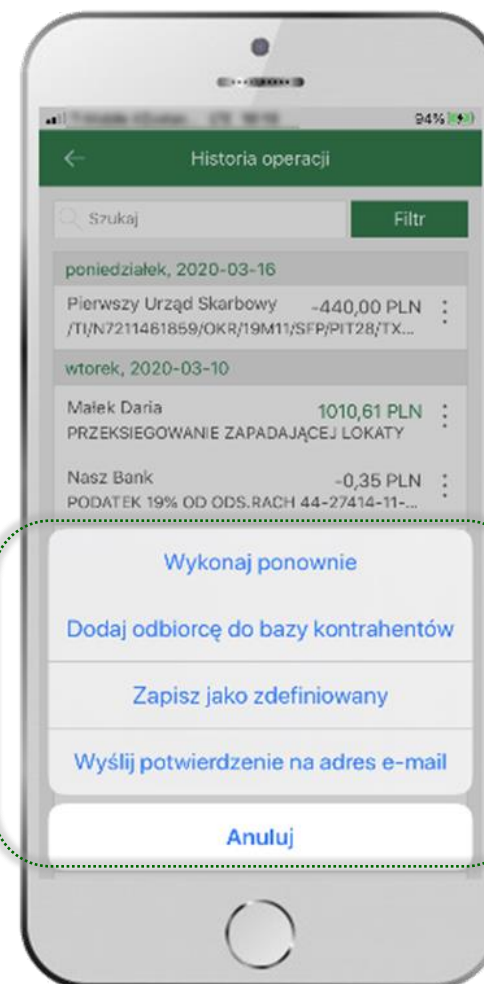 94%
Historia operacji
Szukaj
Filtr
poniedziałek, 2020-03-16
Pierwszy Urząd Skarbowy -440,00 PLN
/TI/N7211461859/OKR/19M11/SFP/PIT28/TX...
wtorek, 2020-03-10
Małek Daria 1010,61 PLN
PRZEKSIEGOWANIE ZAPADAJĄCEJ LOKATY
Nasz Bank -0,35 PLN
PODATEK 19% OD ODS.RACH 44-27414-11-...
Wykonaj ponownie
Dodaj odbiorcę do bazy kontrahentów
Zapisz jako zdefiniowany
Wyślij potwierdzenie na adres e-mail
Anuluj